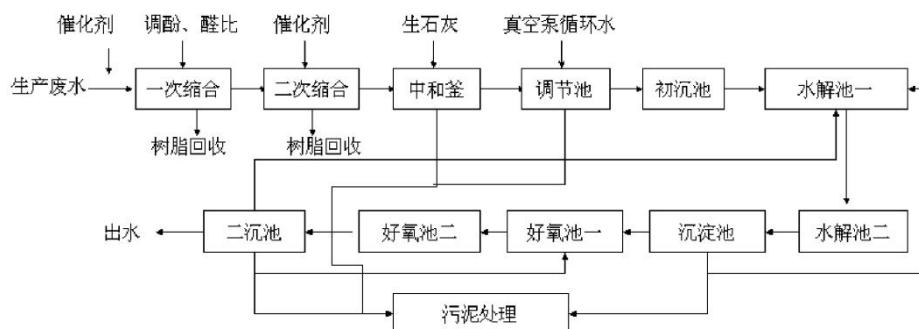 催化剂 调酚、醛比 催化剂 生石灰 真空泵循环水
生产废水 一次缩合 二次缩合 中和釜 调节池 初沉池 水解池一
树脂回收 树脂回收
出水 二沉池 好氧池二 好氧池一 沉淀池 水解池二
污泥处理